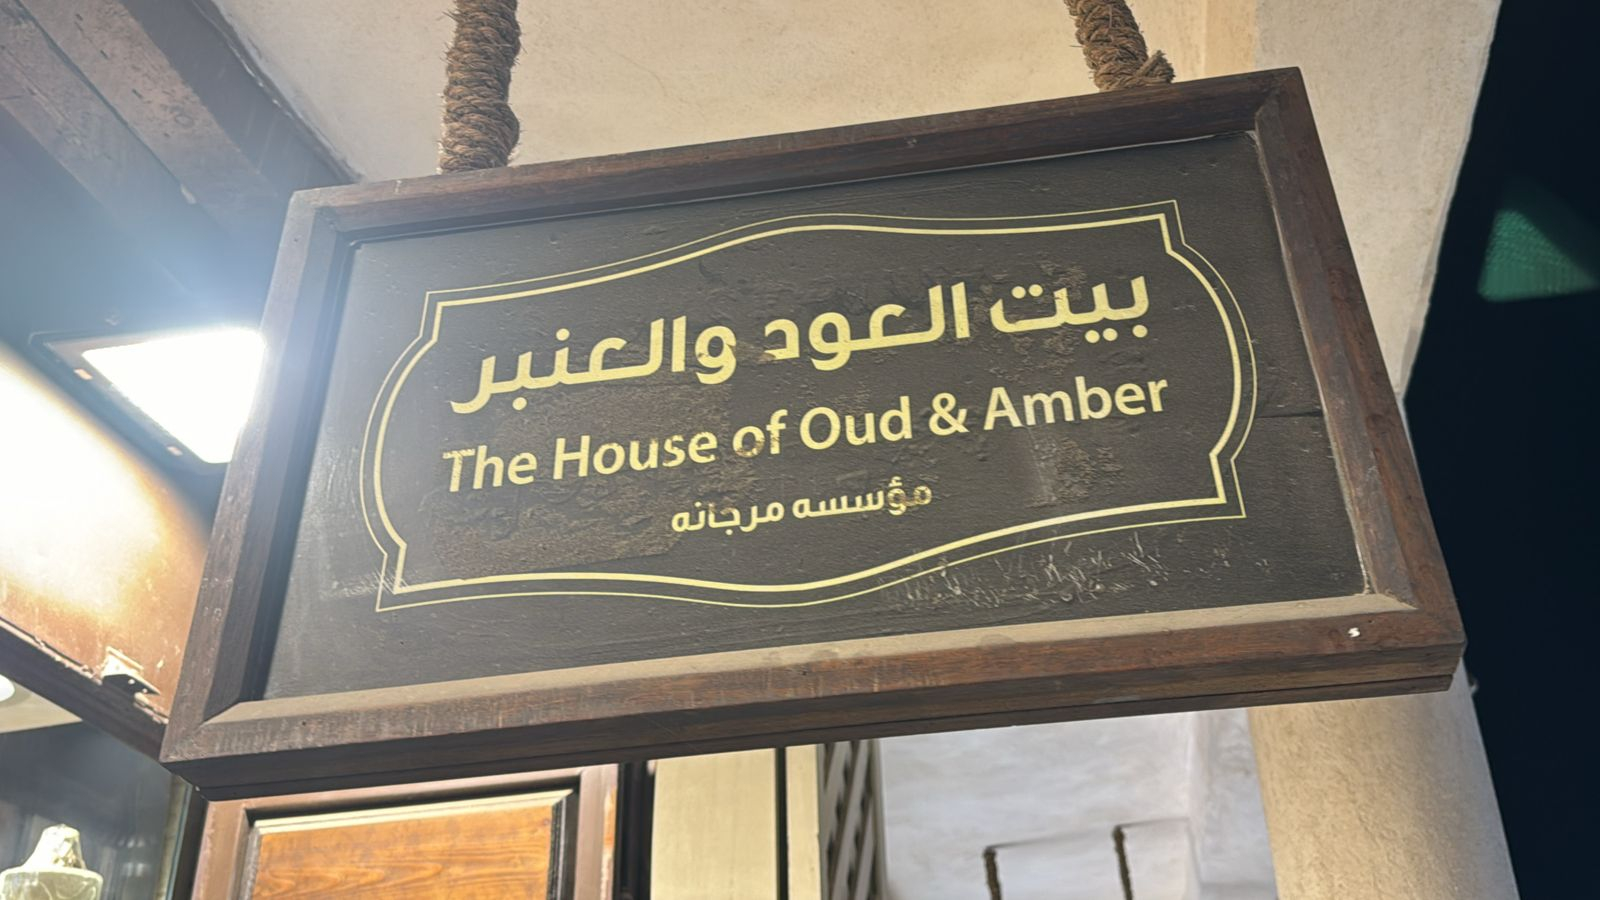 بيت العود والعنبر
The House of Oud & Amber
مؤسسه مرجانه